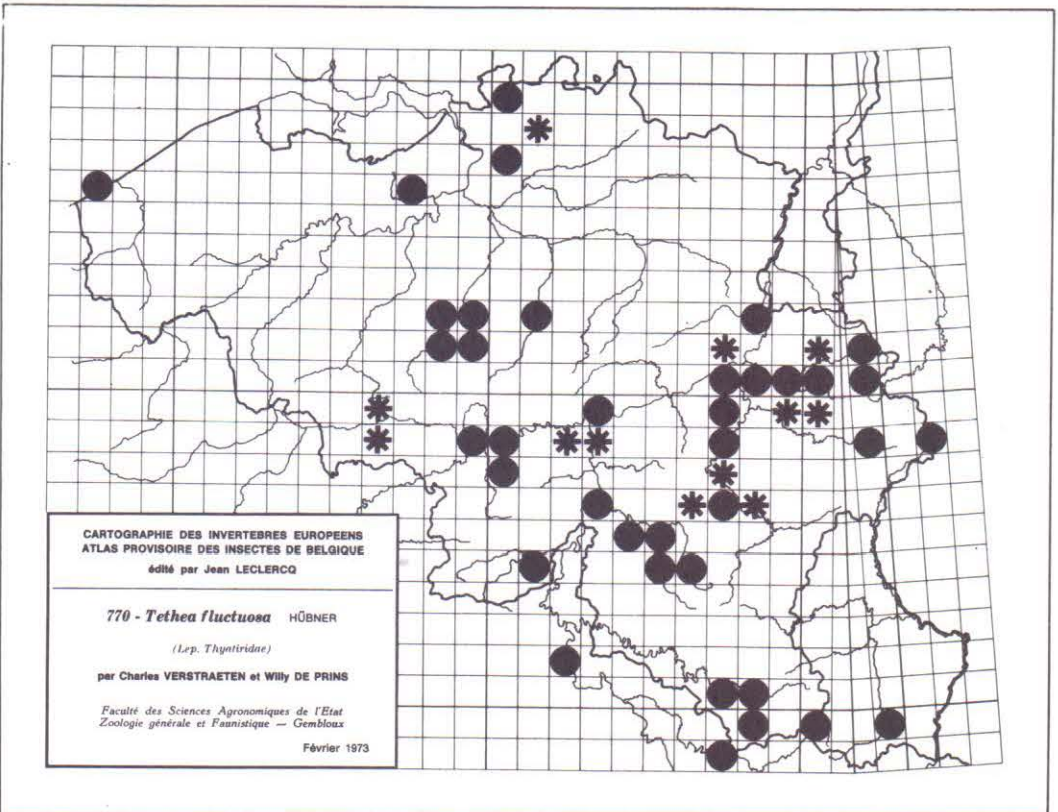 CARTOGRAPHIE DES INVERTEBRES EUROPEENS
ATLAS PROVISOIRE DES INSECTES DE BELGIQUE
édité par Jean LECLERCQ
770 - Tethea fluctuosa HÜBNER
(Lep. Thyatiridae)
par Charles VERSTRAETEN et Willy DE PRINS
Faculté des Sciences Agronomiques de l'Etat
Zoologie générale et Faunistique — Gembloux
Février 1973